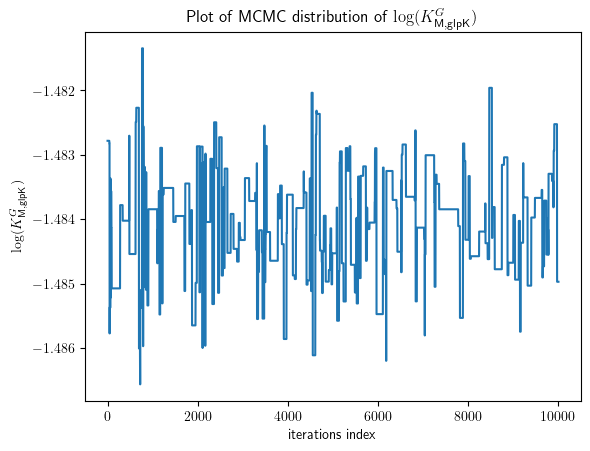 Plot of MCMC distribution of log(K^G_{M,glpK})
log(K^G_{M,glpK})
−1.482
−1.483
−1.484
−1.485
−1.486
0 2000 4000 6000 8000 10000
iterations index